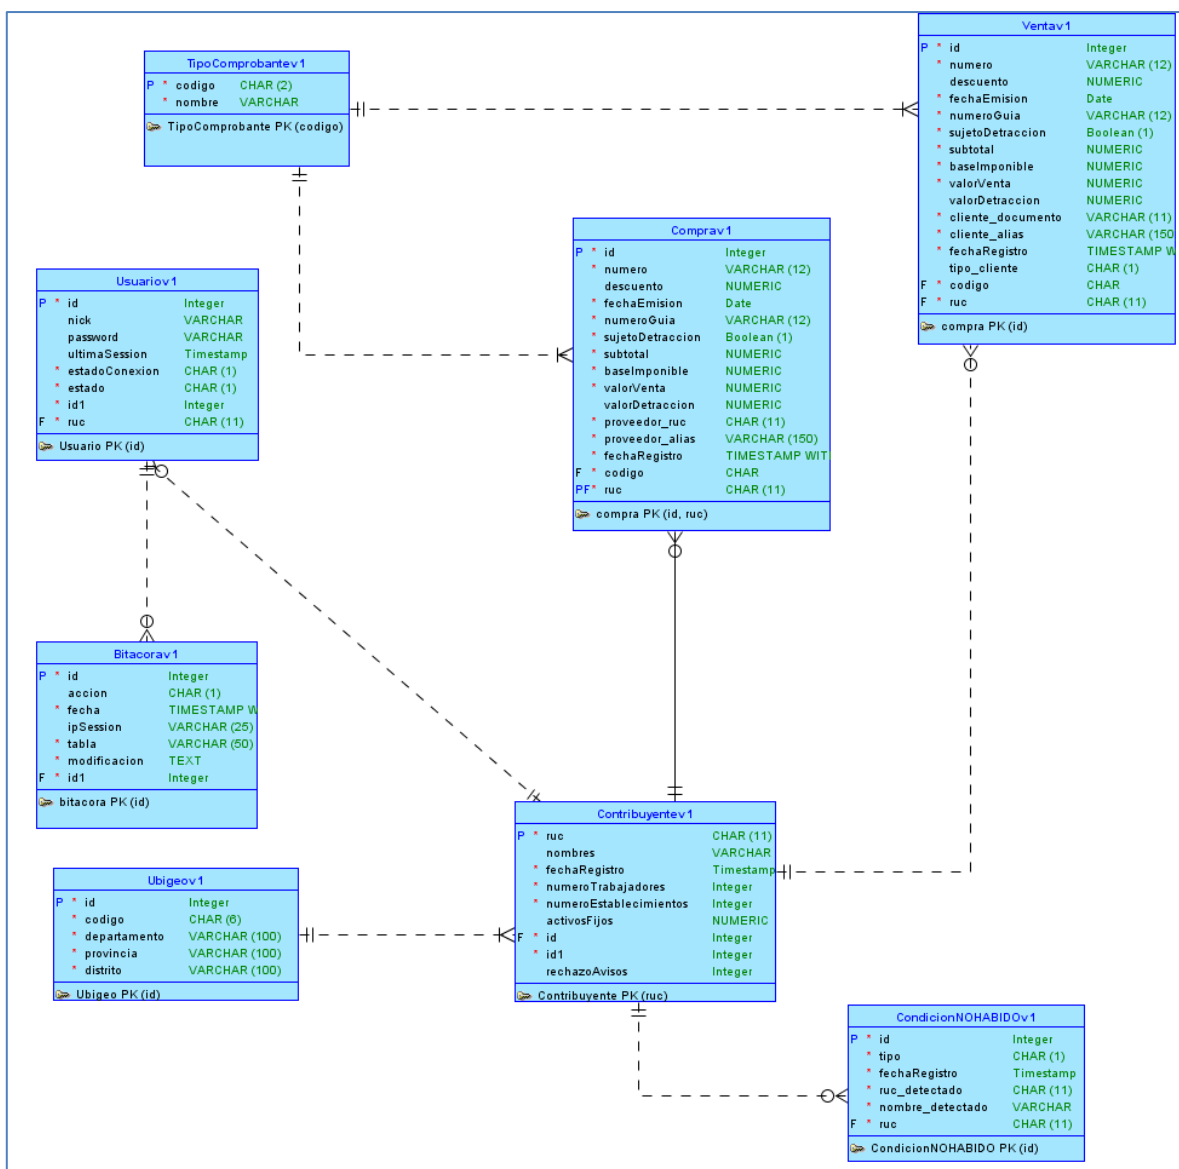 TipoComprobantev1
P * codigo CHAR (2)
* nombre VARCHAR
TipoComprobante PK (codigo)
Ventav1
P * id Integer
* numero VARCHAR (12)
descuento NUMERIC
* fechaEmision Date
* numeroGuia VARCHAR (12)
* sujetoDetraccion Boolean (1)
* subtotal NUMERIC
* baseImponible NUMERIC
* valorVenta NUMERIC
valorDetraccion NUMERIC
* cliente_documento VARCHAR (11)
* cliente_alias VARCHAR (150
* fechaRegistro TIMESTAMP W
tipo_cliente CHAR (1)
F * codigo CHAR
F * ruc CHAR (11)
compra PK (id)
Comprav1
P * id Integer
* numero VARCHAR (12)
descuento NUMERIC
* fechaEmision Date
* numeroGuia VARCHAR (12)
* sujetoDetraccion Boolean (1)
* subtotal NUMERIC
* baseImponible NUMERIC
* valorVenta NUMERIC
valorDetraccion NUMERIC
* proveedor_ruc CHAR (11)
* proveedor_alias VARCHAR (150)
* fechaRegistro TIMESTAMP WIT
F * codigo CHAR
PF* ruc CHAR (11)
compra PK (id, ruc)
Usuariov1
P * id Integer
nick VARCHAR
password VARCHAR
ultimaSession Timestamp
* estadoConexion CHAR (1)
* estado CHAR (1)
* id1 Integer
F * ruc CHAR (11)
Usuario PK (id)
Bitacorav1
P * id Integer
accion CHAR (1)
* fecha TIMESTAMP W
ipSession VARCHAR (25)
* tabla VARCHAR (50)
* modificacion TEXT
F * id1 Integer
bitacora PK (id)
Contribuyentev1
P * ruc CHAR (11)
nombres VARCHAR
* fechaRegistro Timestamp
* numeroTrabajadores Integer
* numeroEstablecimientos Integer
activosFijos NUMERIC
F * id Integer
* id1 Integer
rechazoAvisos Integer
Contribuyente PK (ruc)
Ubigeov1
P * id Integer
* codigo CHAR (6)
* departamento VARCHAR (100)
* provincia VARCHAR (100)
* distrito VARCHAR (100)
Ubigeo PK (id)
CondicionNOHABIDOv1
P * id Integer
* tipo CHAR (1)
* fechaRegistro Timestamp
* ruc_detectado CHAR (11)
* nombre_detectado VARCHAR
F * ruc CHAR (11)
CondicionNOHABIDO PK (id)